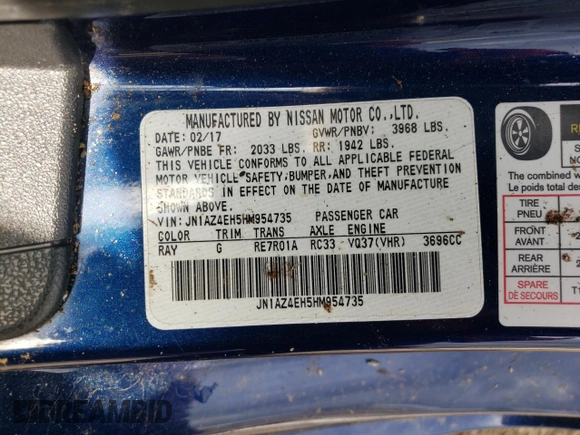 MANUFACTURED BY NISSAN MOTOR CO.,LTD.
DATE: 02/17 GVWR/PNBV: 3968 LBS.
GAWR/PNBE FR: 2033 LBS. RR: 1942 LBS.
THIS VEHICLE CONFORMS TO ALL APPLICABLE FEDERAL
MOTOR VEHICLE SAFETY,BUMPER,AND THEFT PREVENTION
STANDARDS IN EFFECT ON THE DATE OF MANUFACTURE
SHOWN ABOVE.
VIN: JN1AZ4EH5HM954735 PASSENGER CAR
COLOR TRIM TRANS AXLE ENGINE
RAY G RE7R01A RC33 VQ37(VHR) 3696CC
JN1AZ4EH5HM954735
The combined
Le poids total
TIRE
PNEU
FRONT
AVANT
REAR
ARRIÈRE
SPARE
DE SECOURS
DREAMBID